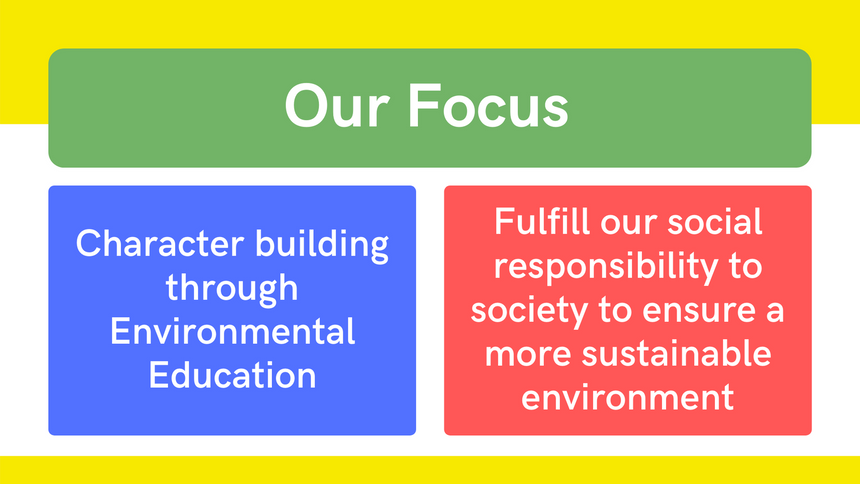 Our Focus
Character building
through
Environmental
Education
Fulfill our social
responsibility to
society to ensure a
more sustainable
environment